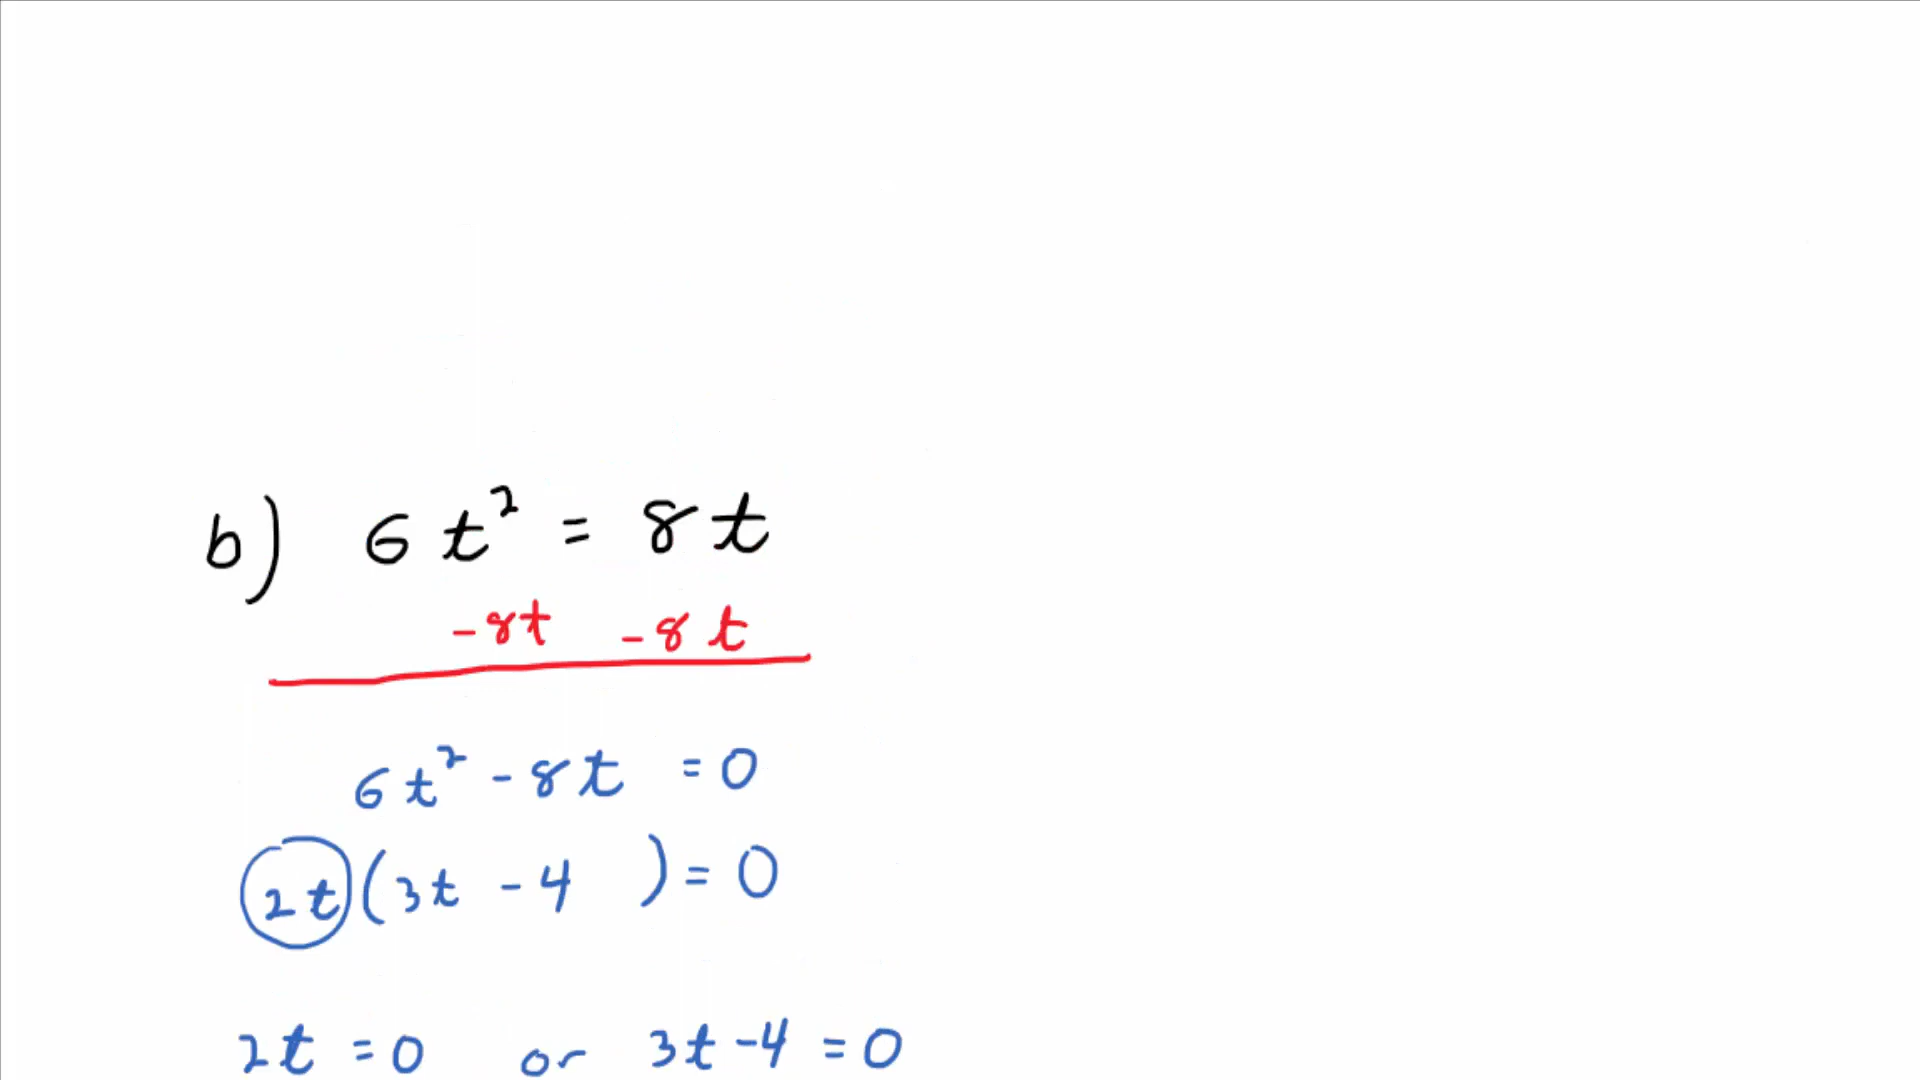 b) 6t² = 8t
-8t -8t
6t² - 8t = 0
2t(3t - 4 ) = 0
2t = 0 or 3t - 4 = 0